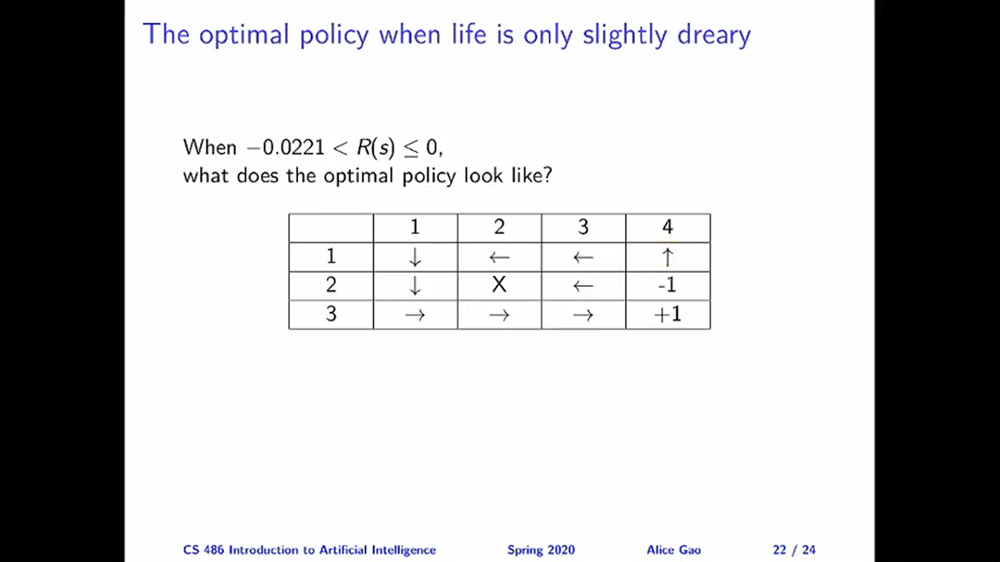 The optimal policy when life is only slightly dreary
When −0.0221 < R(s) ≤ 0,
what does the optimal policy look like?
1 2 3 4
1 ↓ ← ← ↑
2 ↓ X ← -1
3 → → → +1
CS 486 Introduction to Artificial Intelligence Spring 2020 Alice Gao 22 / 24